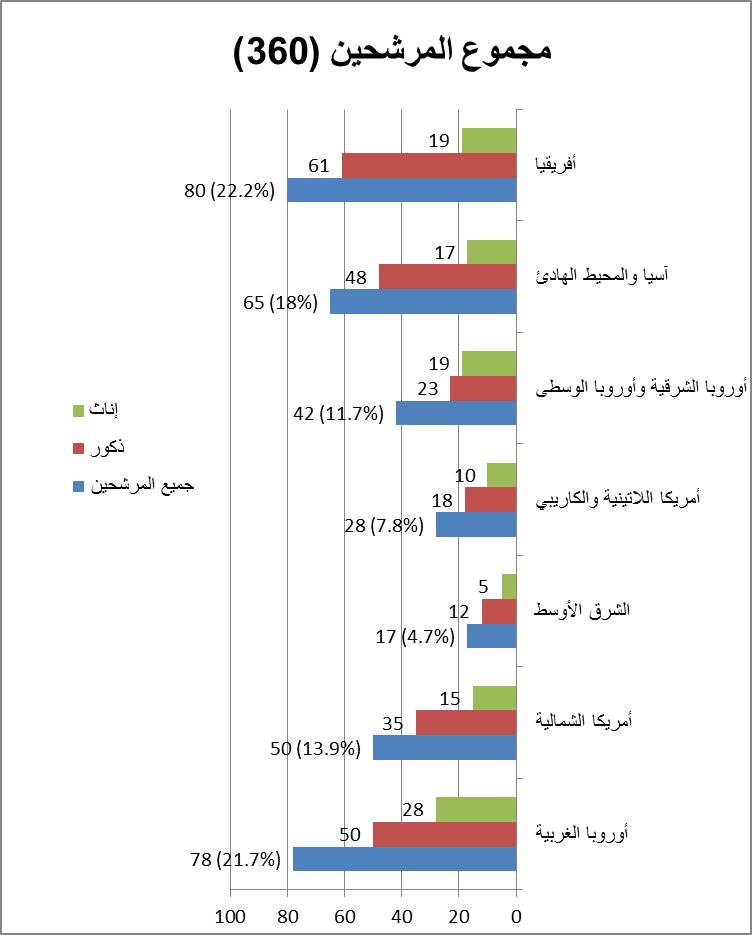 مجموع المرشحين (360)
أفريقيا
19
61
80 (22.2%)
آسيا والمحيط الهادئ
17
48
65 (18%)
أوروبا الشرقية وأوروبا الوسطى
19
23
42 (11.7%)
أمريكا اللاتينية والكاريبي
10
18
28 (7.8%)
الشرق الأوسط
5
12
17 (4.7%)
أمريكا الشمالية
15
35
50 (13.9%)
أوروبا الغربية
28
50
78 (21.7%)
إناث
ذكور
جميع المرشحين
100 80 60 40 20 0